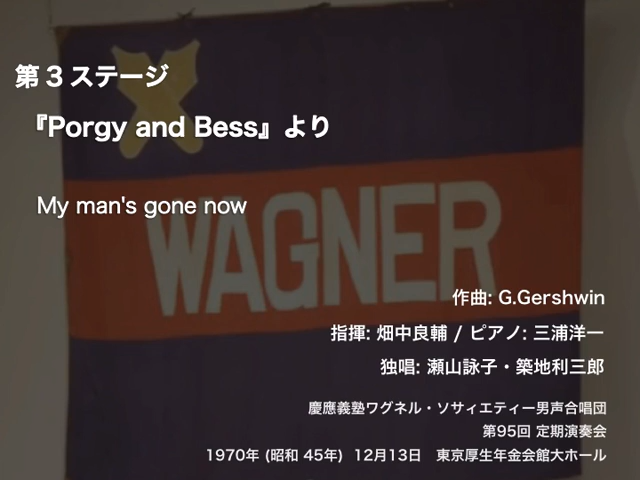 第3ステージ
『Porgy and Bess』より
My man's gone now
WAGNER
作曲: G.Gershwin
指揮: 畑中良輔 / ピアノ: 三浦洋一
独唱: 瀬山詠子・築地利三郎
慶應義塾ワグネル・ソサィエティー男声合唱団
第95回 定期演奏会
1970年 (昭和 45年) 12月13日 東京厚生年金会館大ホール